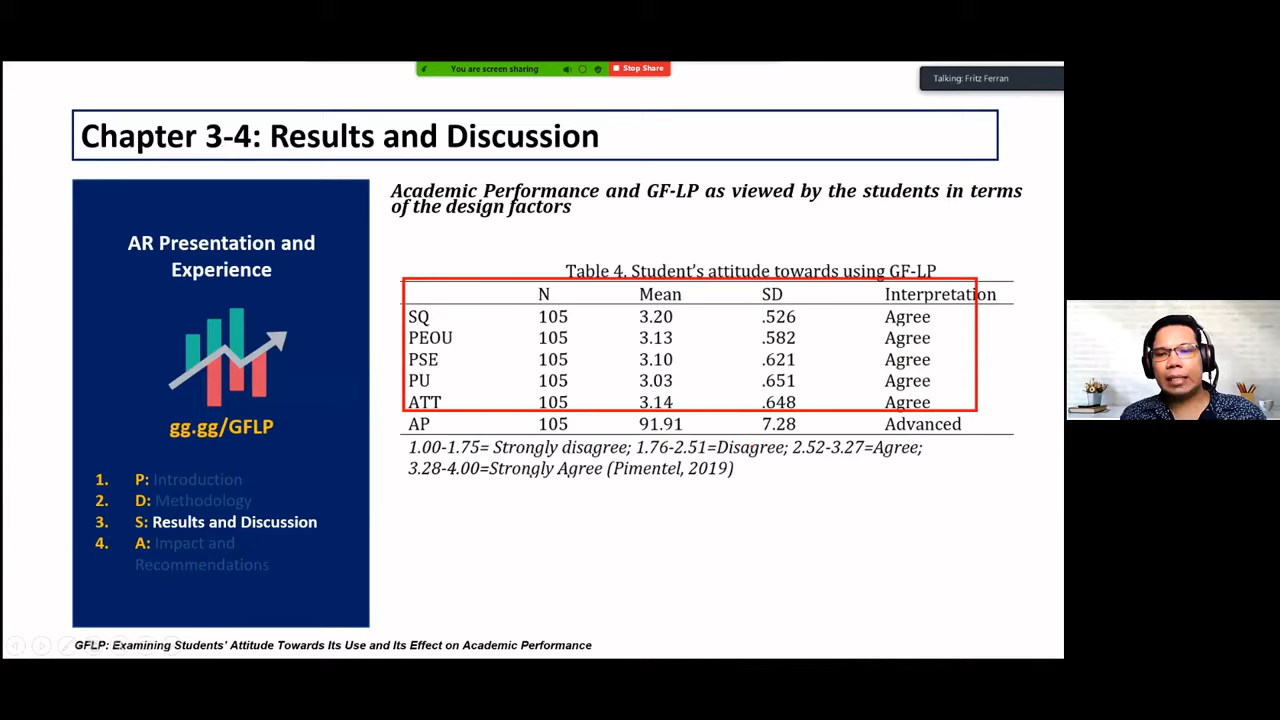 You are screen sharing
Stop Share
Talking: Fritz Ferran
Chapter 3-4: Results and Discussion
AR Presentation and
Experience
gg.gg/GFLP
1. P: Introduction
2. D: Methodology
3. S: Results and Discussion
4. A: Impact and
Recommendations
Academic Performance and GF-LP as viewed by the students in terms
of the design factors
Table 4. Student's attitude towards using GF-LP
N Mean SD Interpretation
SQ 105 3.20 .526 Agree
PEOU 105 3.13 .582 Agree
PSE 105 3.10 .621 Agree
PU 105 3.03 .651 Agree
ATT 105 3.14 .648 Agree
AP 105 91.91 7.28 Advanced
1.00-1.75= Strongly disagree; 1.76-2.51=Disagree; 2.52-3.27=Agree;
3.28-4.00=Strongly Agree (Pimentel, 2019)
GFLP: Examining Students' Attitude Towards Its Use and Its Effect on Academic Performance